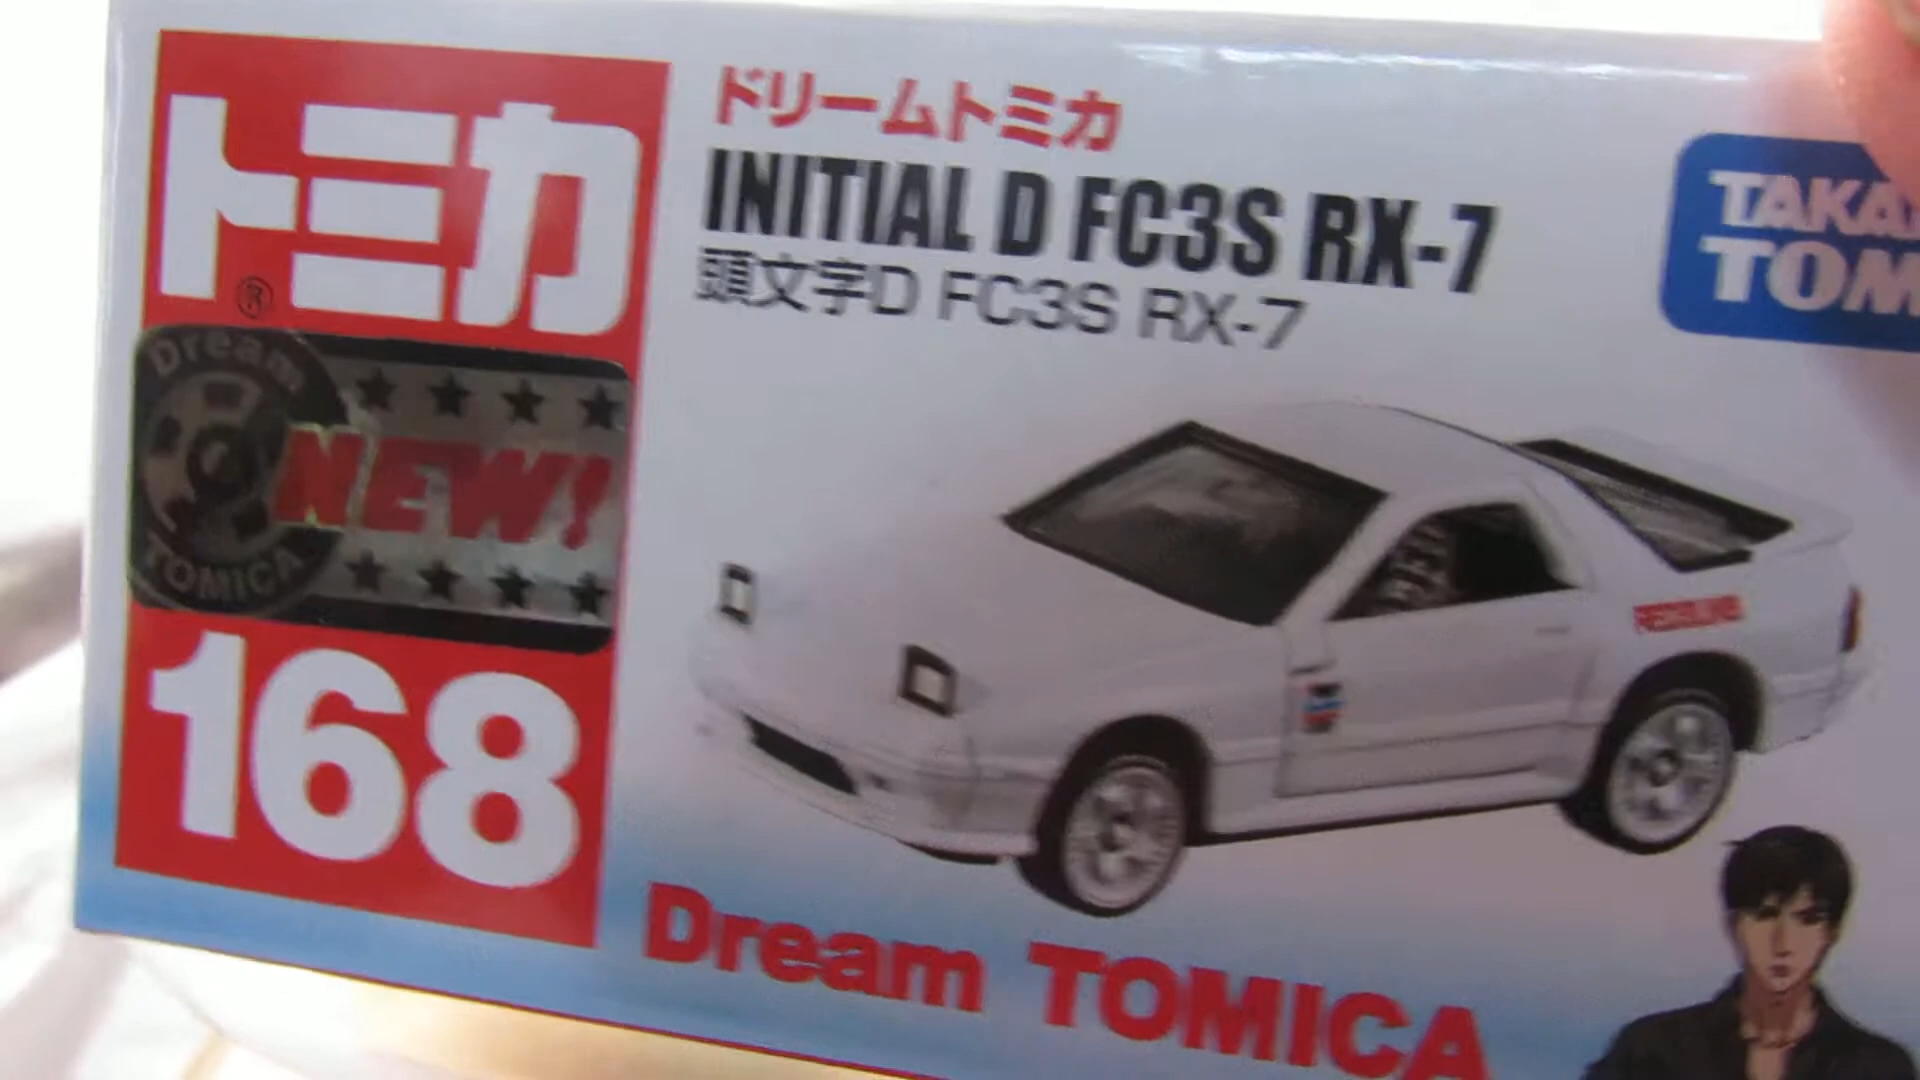 トミカ
®
Dream
NEW!
TOMICA
168
ドリームトミカ
INITIAL D FC3S RX-7
頭文字D FC3S RX-7
TAKA
TOM
REDSUNS
Dream TOMICA